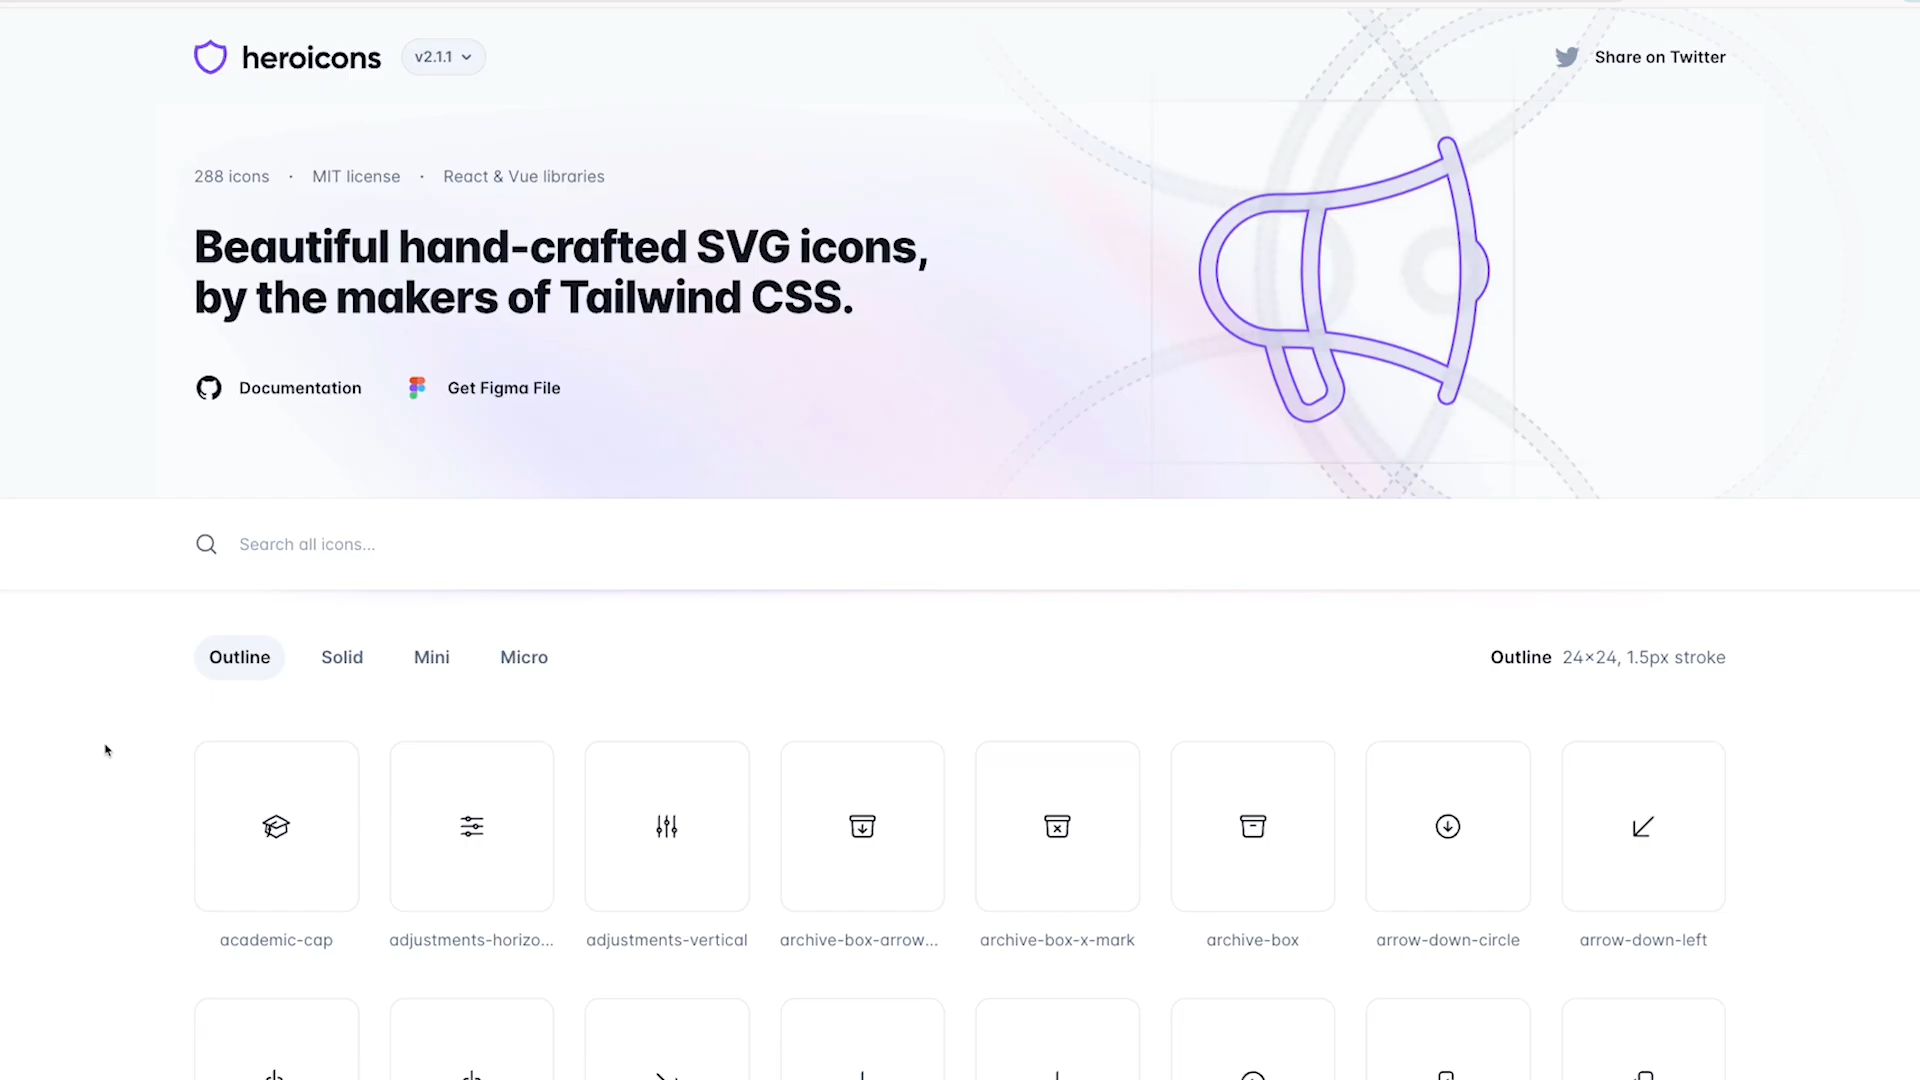 heroicons
v2.1.1
Share on Twitter
288 icons · MIT license · React & Vue libraries
Beautiful hand-crafted SVG icons,
by the makers of Tailwind CSS.
Documentation
Get Figma File
Search all icons...
Outline
Solid
Mini
Micro
Outline 24×24, 1.5px stroke
academic-cap
adjustments-horizo...
adjustments-vertical
archive-box-arrow...
archive-box-x-mark
archive-box
arrow-down-circle
arrow-down-left